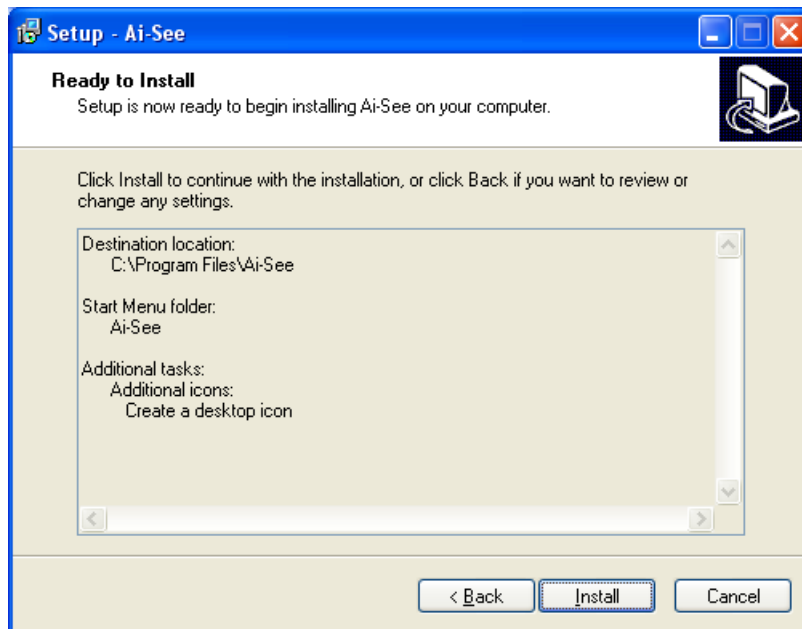 Setup - Ai-See
Ready to Install
Setup is now ready to begin installing Ai-See on your computer.
Click Install to continue with the installation, or click Back if you want to review or
change any settings.
Destination location:
C:\Program Files\Ai-See
Start Menu folder:
Ai-See
Additional tasks:
Additional icons:
Create a desktop icon
< Back
Install
Cancel